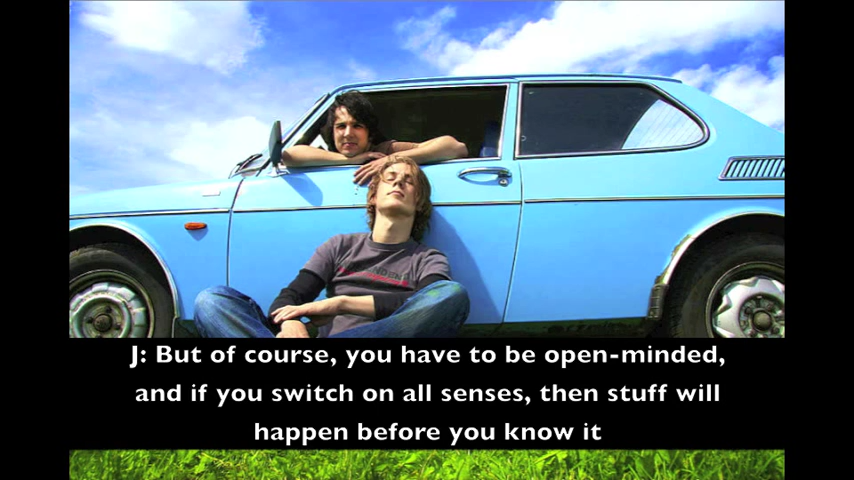 J: But of course, you have to be open-minded,
and if you switch on all senses, then stuff will
happen before you know it